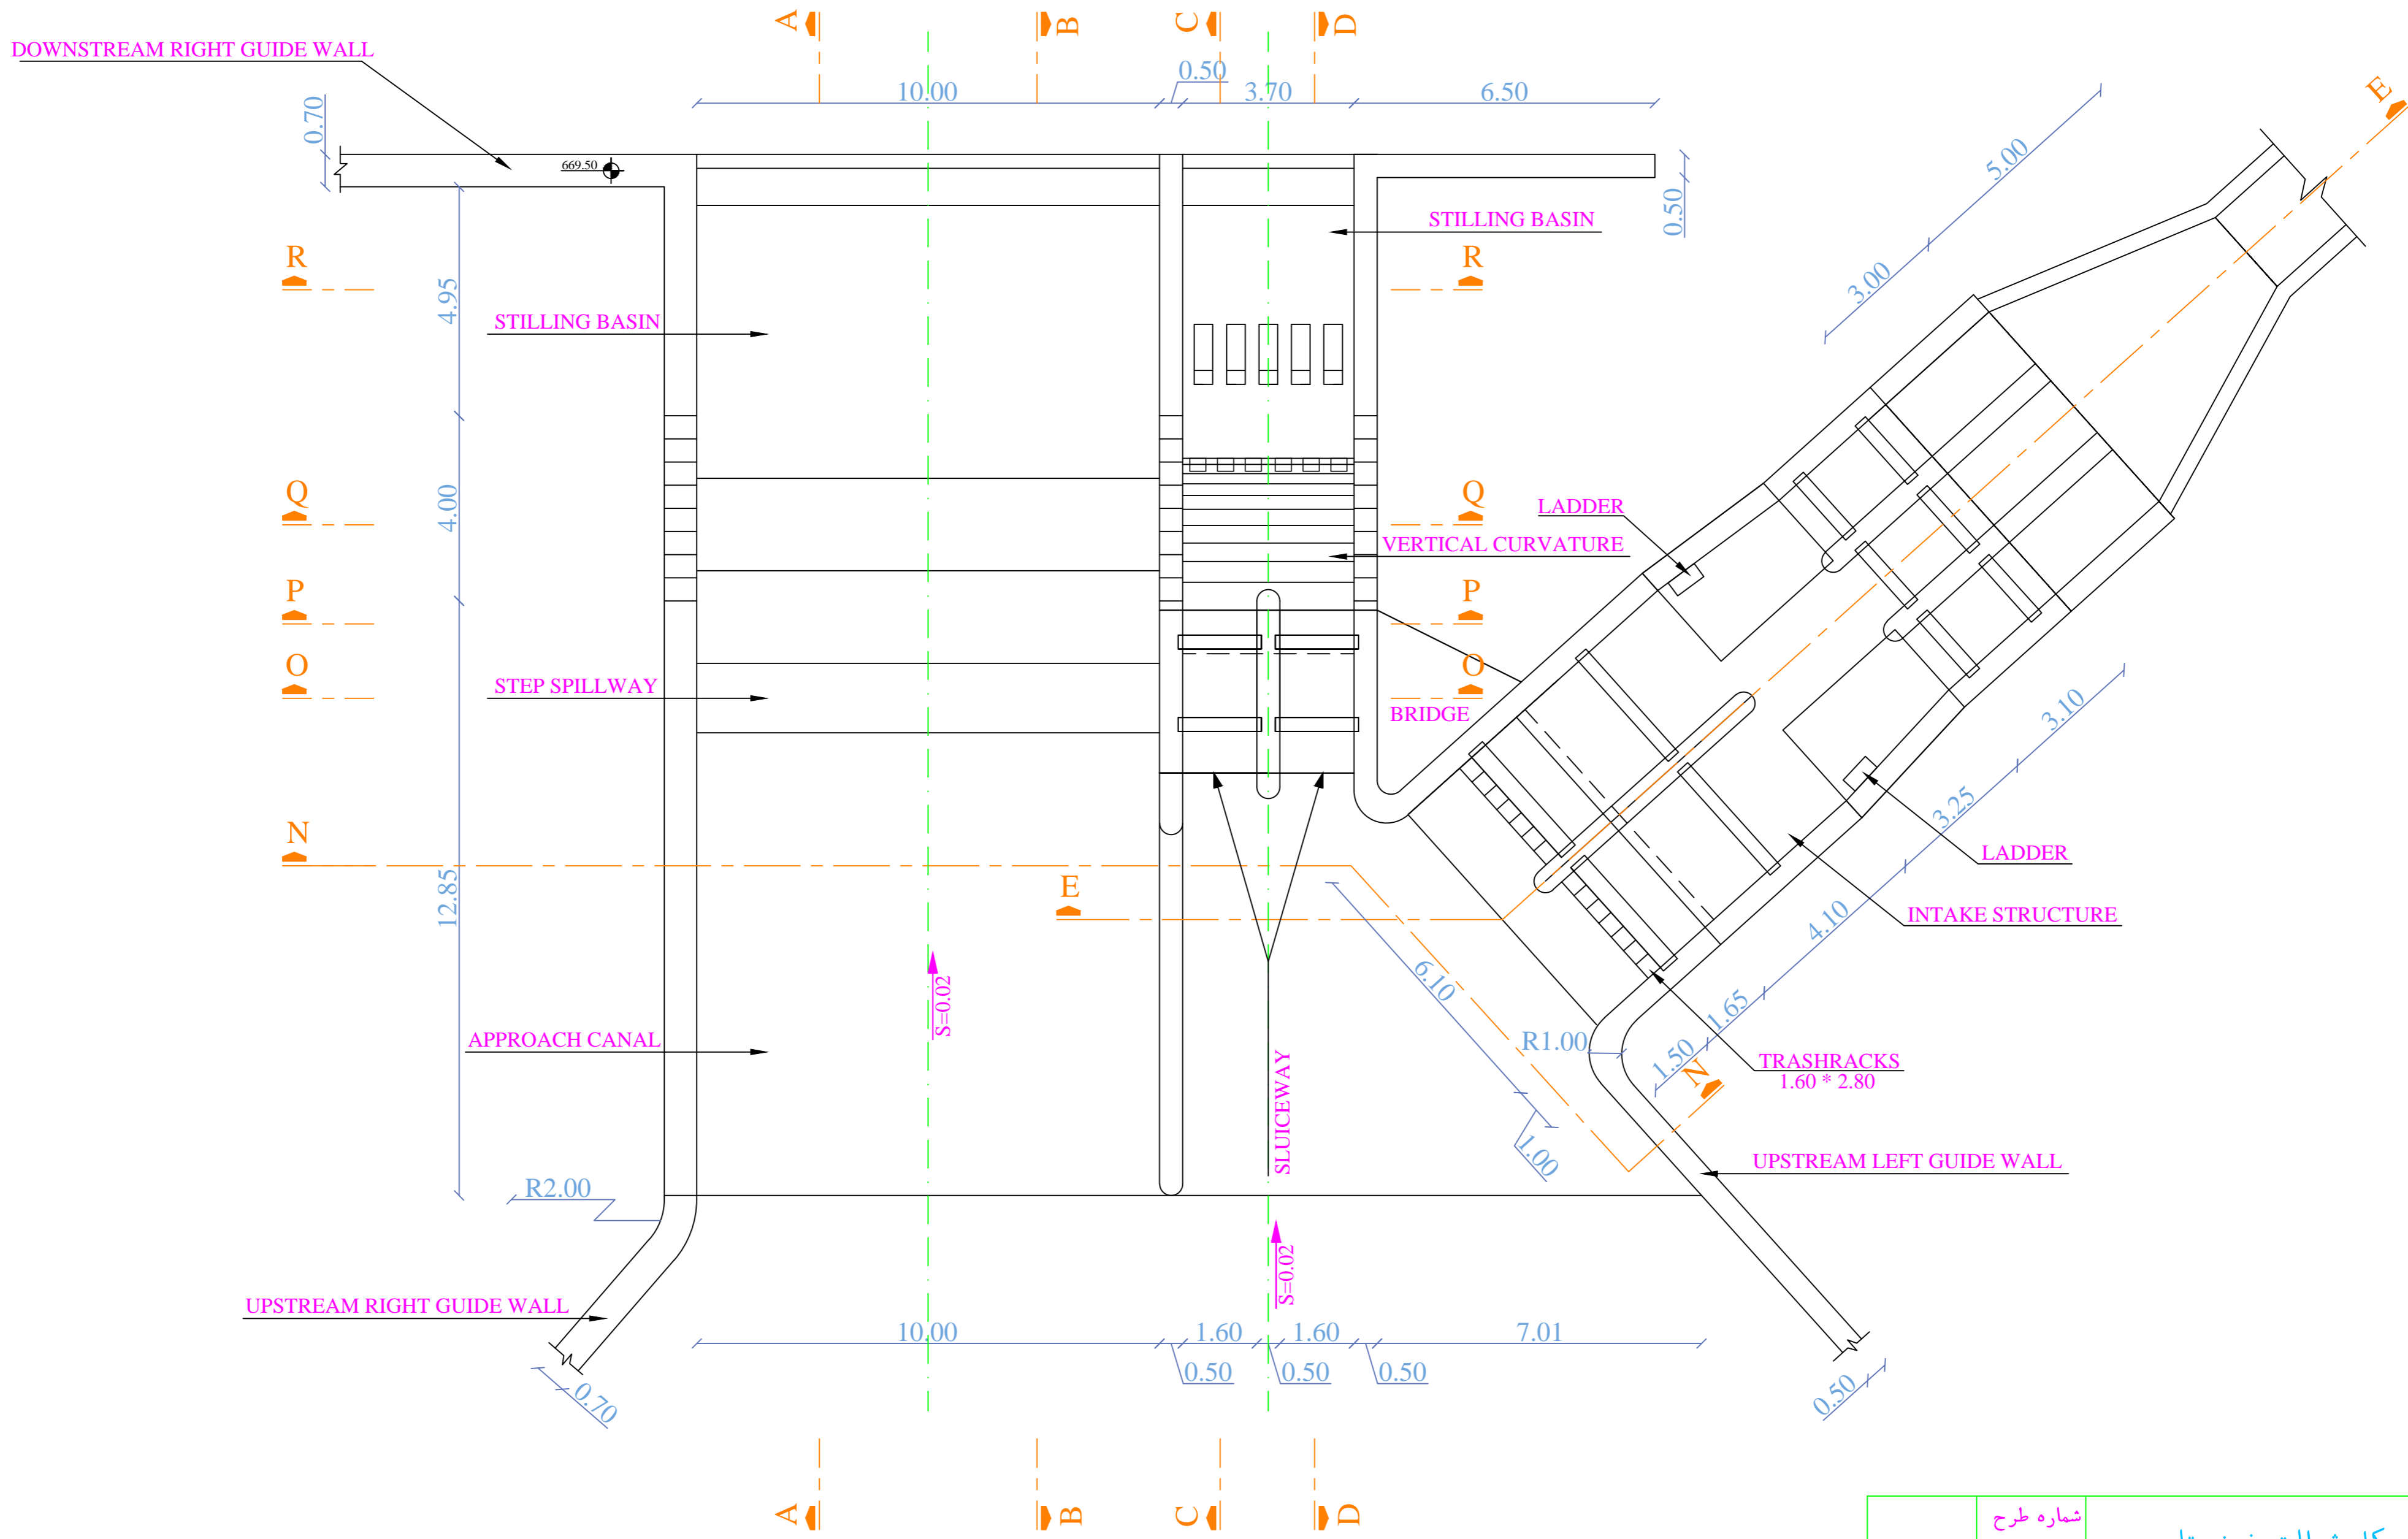 A
B
C
D
E
DOWNSTREAM RIGHT GUIDE WALL
0.50
10.00
3.70
6.50
0.70
669.50
5.00
STILLING BASIN
0.50
R
R
3.00
4.95
STILLING BASIN
Q
Q
4.00
LADDER
VERTICAL CURVATURE
P
P
O
O
STEP SPILLWAY
BRIDGE
3.10
3.25
N
LADDER
12.85
E
INTAKE STRUCTURE
4.10
6.10
S=0.02
1.65
APPROACH CANAL
R1.00
1.50
N
TRASHRACKS
1.60 * 2.80
SLUICEWAY
1.00
UPSTREAM LEFT GUIDE WALL
R2.00
S=0.02
UPSTREAM RIGHT GUIDE WALL
10.00
1.60
1.60
7.01
0.50
0.50
0.50
0.70
0.50
A
B
C
D
شماره طرح